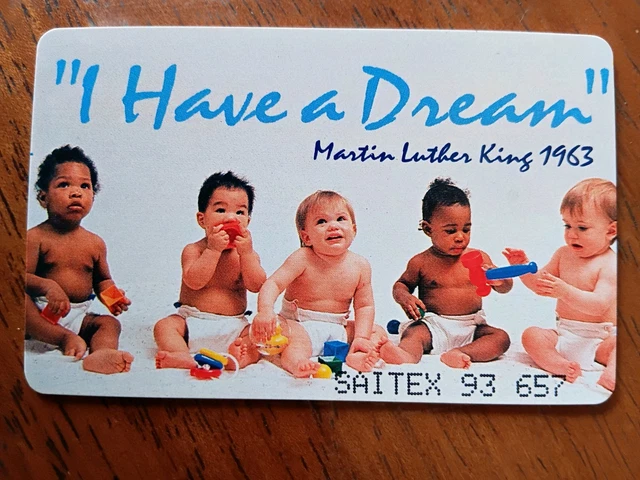 "I Have a Dream"
Martin Luther King 1963
SAITEX 93 657